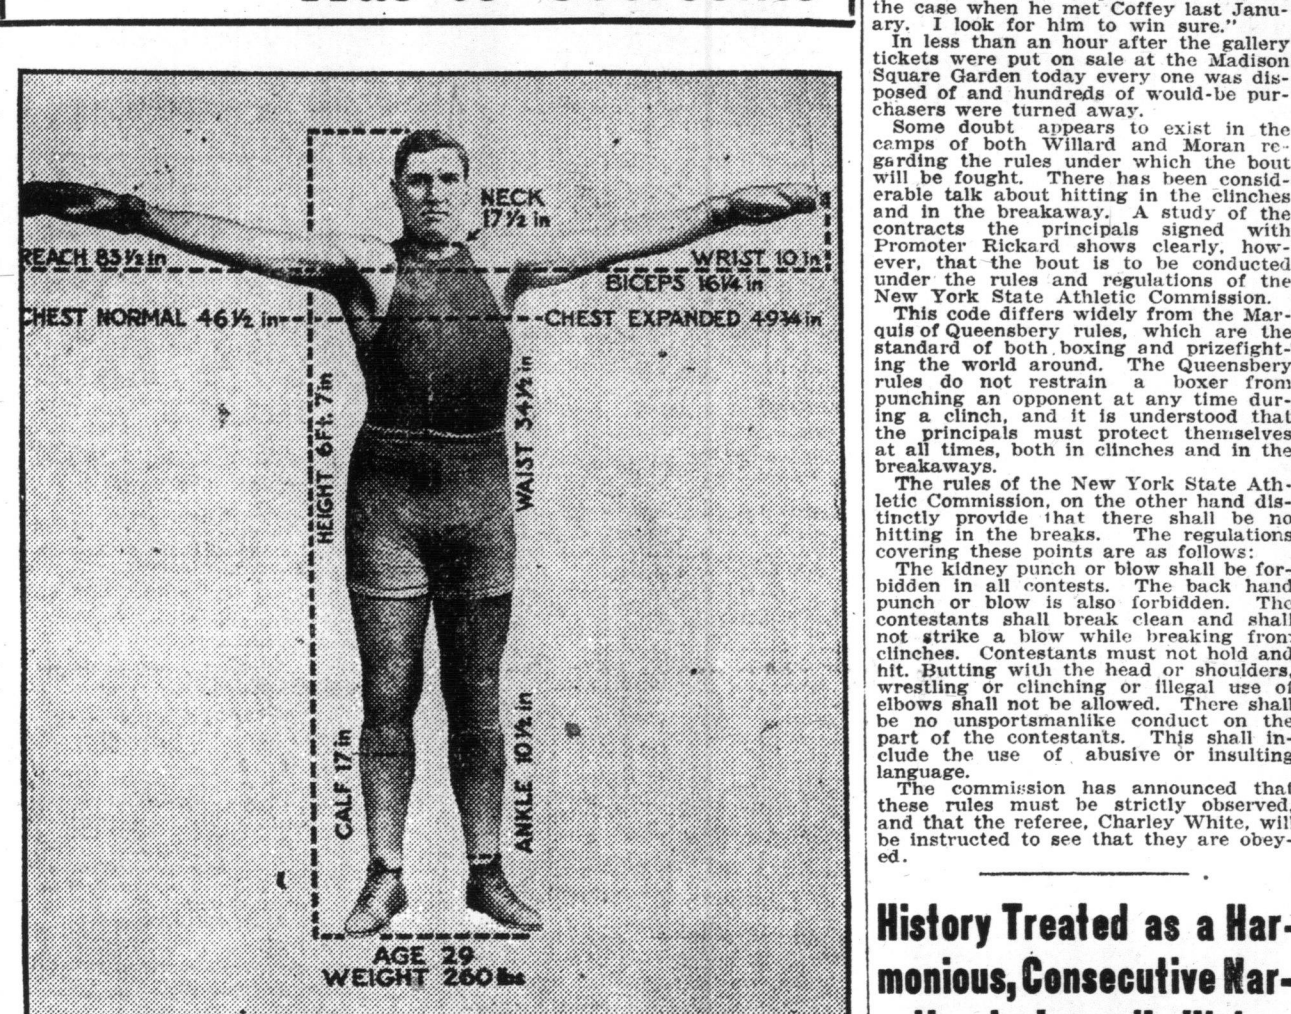 NECK
17½ in
REACH 83½ in
WRIST 10 in
BICEPS 16¼ in
CHEST NORMAL 46½ in
CHEST EXPANDED 49¾ in
HEIGHT 6Ft. 7in
WAIST 34½ in
CALF 17 in
ANKLE 10½ in
AGE 29
WEIGHT 260 lbs
the case when he met Coffey last Janu-
ary. I look for him to win sure."
In less than an hour after the gallery
tickets were put on sale at the Madison
Square Garden today every one was dis-
posed of and hundreds of would-be pur-
chasers were turned away.
Some doubt appears to exist in the
camps of both Willard and Moran re-
garding the rules under which the bout
will be fought. There has been consid-
erable talk about hitting in the clinches
and in the breakaway. A study of the
contracts the principals signed with
Promoter Rickard shows clearly, how-
ever, that the bout is to be conducted
under the rules and regulations of the
New York State Athletic Commission.
This code differs widely from the Mar-
quis of Queensbery rules, which are the
standard of both boxing and prizefight-
ing the world around. The Queensbery
rules do not restrain a boxer from
punching an opponent at any time dur-
ing a clinch, and it is understood that
the principals must protect themselves
at all times, both in clinches and in the
breakaways.
The rules of the New York State Ath-
letic Commission, on the other hand dis-
tinctly provide that there shall be no
hitting in the breaks. The regulations
covering these points are as follows:
The kidney punch or blow shall be for-
bidden in all contests. The back hand
punch or blow is also forbidden. The
contestants shall break clean and shall
not strike a blow while breaking from
clinches. Contestants must not hold and
hit. Butting with the head or shoulders,
wrestling or clinching or illegal use of
elbows shall not be allowed. There shall
be no unsportsmanlike conduct on the
part of the contestants. This shall in-
clude the use of abusive or insulting
language.
The commission has announced that
these rules must be strictly observed,
and that the referee, Charley White, will
be instructed to see that they are obey-
ed.
History Treated as a Har-
monious, Consecutive Nar-